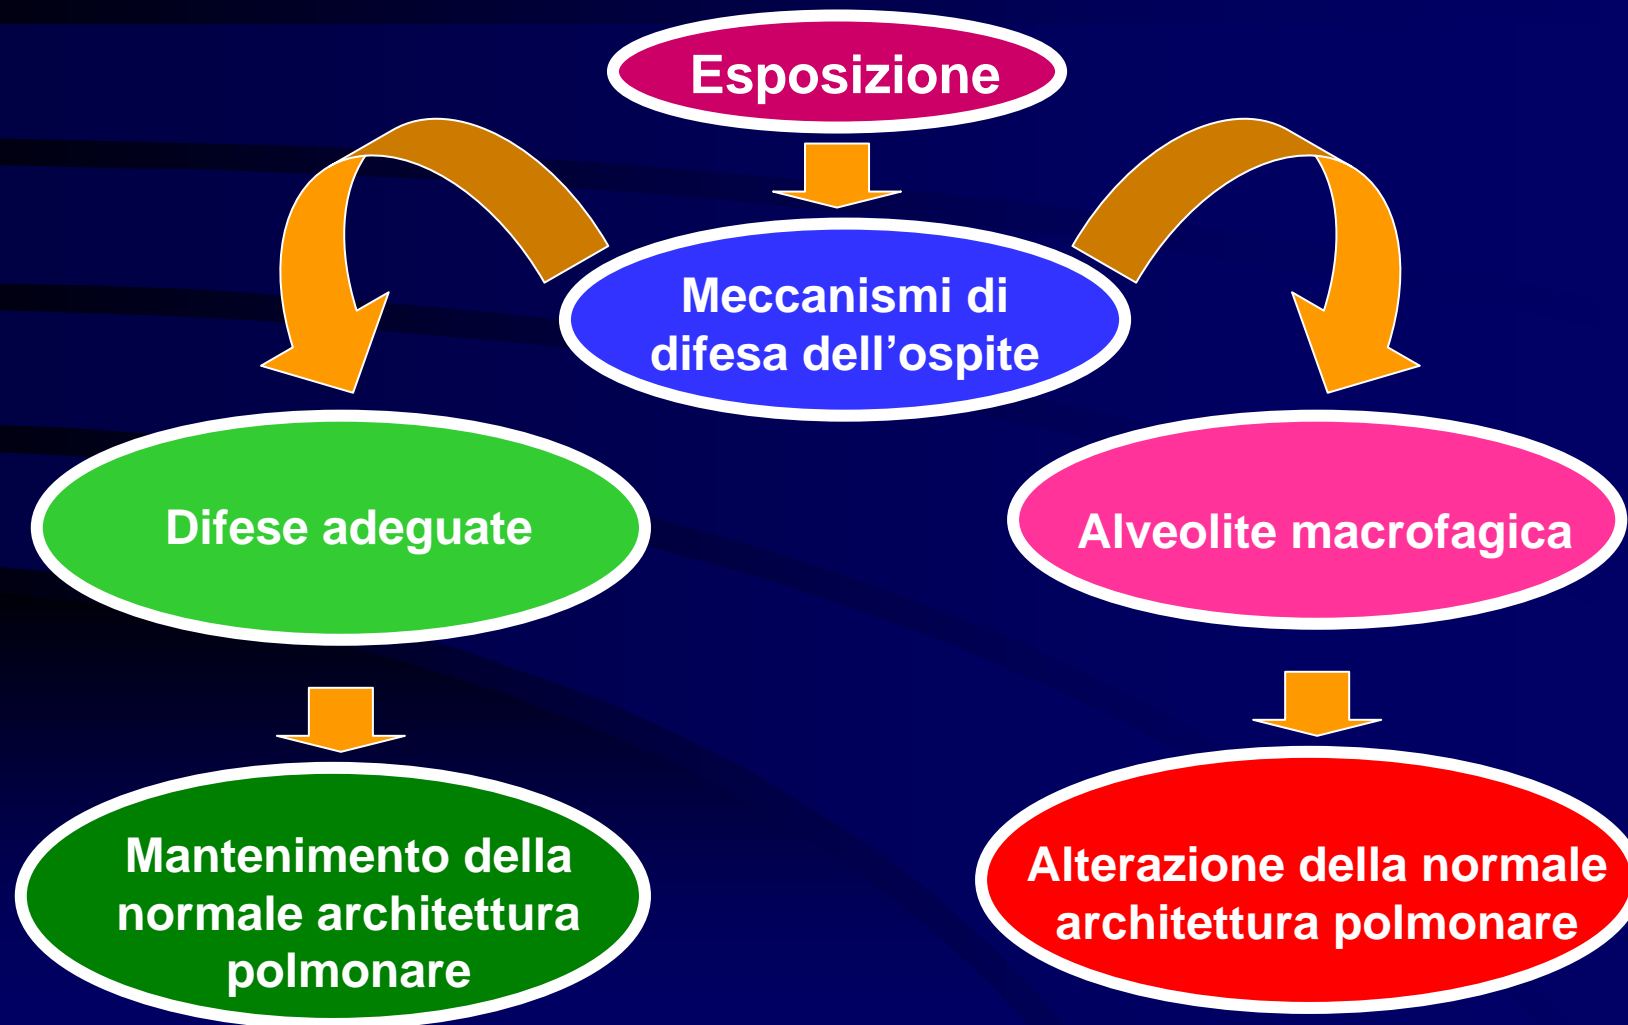 Esposizione
Meccanismi di
difesa dell’ospite
Difese adeguate
Alveolite macrofagica
Mantenimento della
normale architettura
polmonare
Alterazione della normale
architettura polmonare